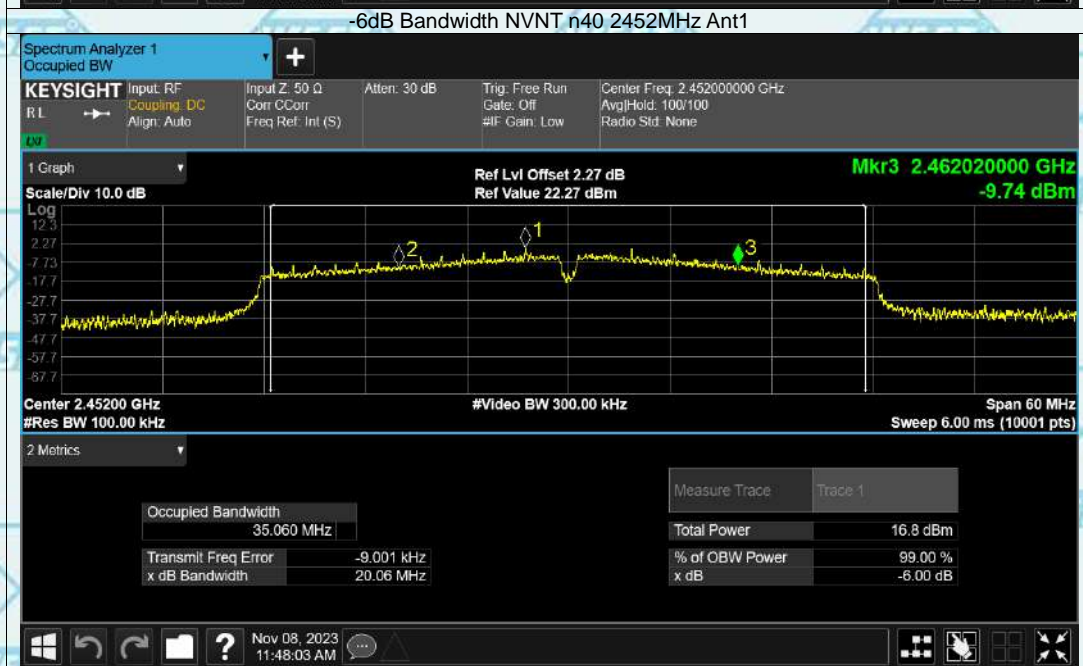 -6dB Bandwidth NVNT n40 2452MHz Ant1
Spectrum Analyzer 1
Occupied BW
+
KEYSIGHT
RL
LXI
Input: RF
Coupling: DC
Align: Auto
Input Z: 50 Ω
Corr CCorr
Freq Ref: Int (S)
Atten: 30 dB
Trig: Free Run
Gate: Off
#IF Gain: Low
Center Freq: 2.452000000 GHz
Avg|Hold: 100/100
Radio Std: None
1 Graph
Scale/Div 10.0 dB
Ref Lvl Offset 2.27 dB
Ref Value 22.27 dBm
Mkr3 2.462020000 GHz
-9.74 dBm
Log
12.3
2.27
-7.73
-17.7
-27.7
-37.7
-47.7
-57.7
-67.7
1
2
3
Center 2.45200 GHz
#Video BW 300.00 kHz
Span 60 MHz
#Res BW 100.00 kHz
Sweep 6.00 ms (10001 pts)
2 Metrics
Measure Trace Trace 1
Occupied Bandwidth
35.060 MHz
Total Power 16.8 dBm
Transmit Freq Error -9.001 kHz
% of OBW Power 99.00 %
x dB Bandwidth 20.06 MHz
x dB -6.00 dB
?
Nov 08, 2023
11:48:03 AM